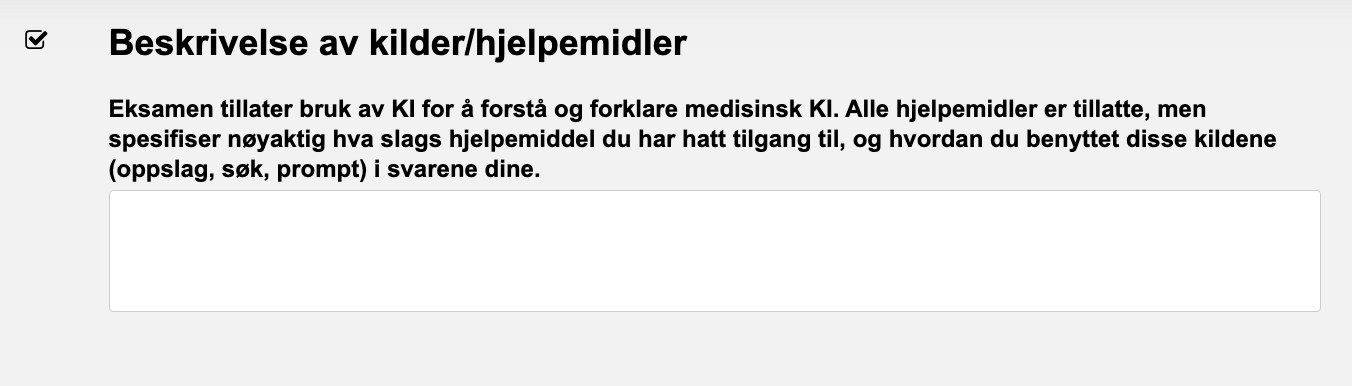 Beskrivelse av kilder/hjelpemidler
Eksamen tillater bruk av KI for å forstå og forklare medisinsk KI. Alle hjelpemidler er tillatte, men
spesifiser nøyaktig hva slags hjelpemiddel du har hatt tilgang til, og hvordan du benyttet disse kildene
(oppslag, søk, prompt) i svarene dine.